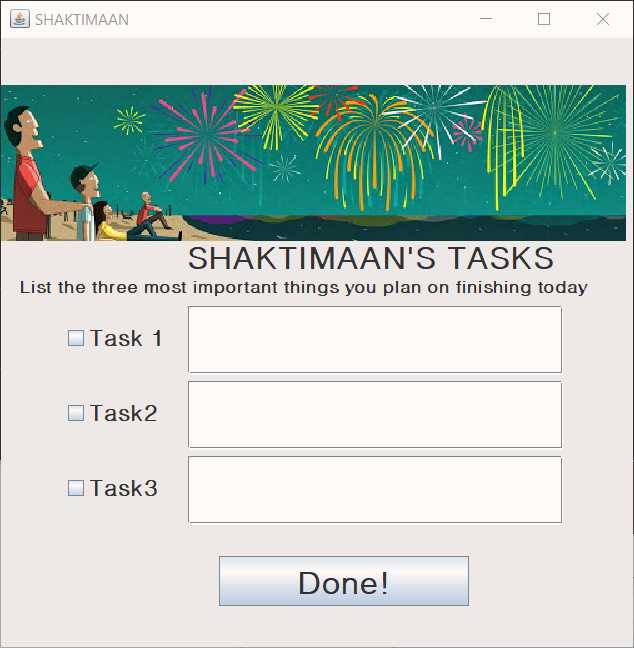 SHAKTIMAAN
SHAKTIMAAN'S TASKS
List the three most important things you plan on finishing today
Task 1
Task2
Task3
Done!